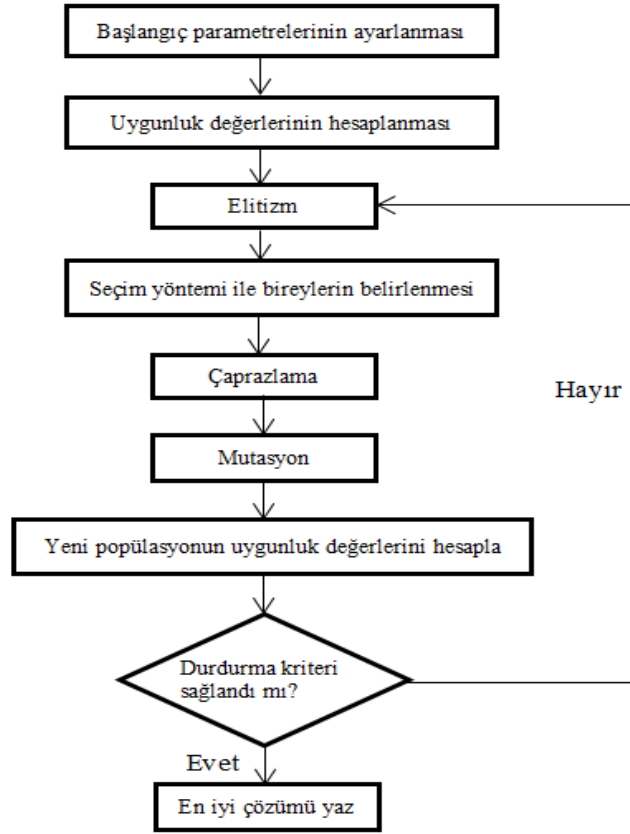 Başlangıç parametrelerinin ayarlanması
Uygunluk değerlerinin hesaplanması
Elitizm
Seçim yöntemi ile bireylerin belirlenmesi
Çaprazlama
Hayır
Mutasyon
Yeni popülasyonun uygunluk değerlerini hesapla
Durdurma kriteri
sağlandı mı?
Evet
En iyi çözümü yaz